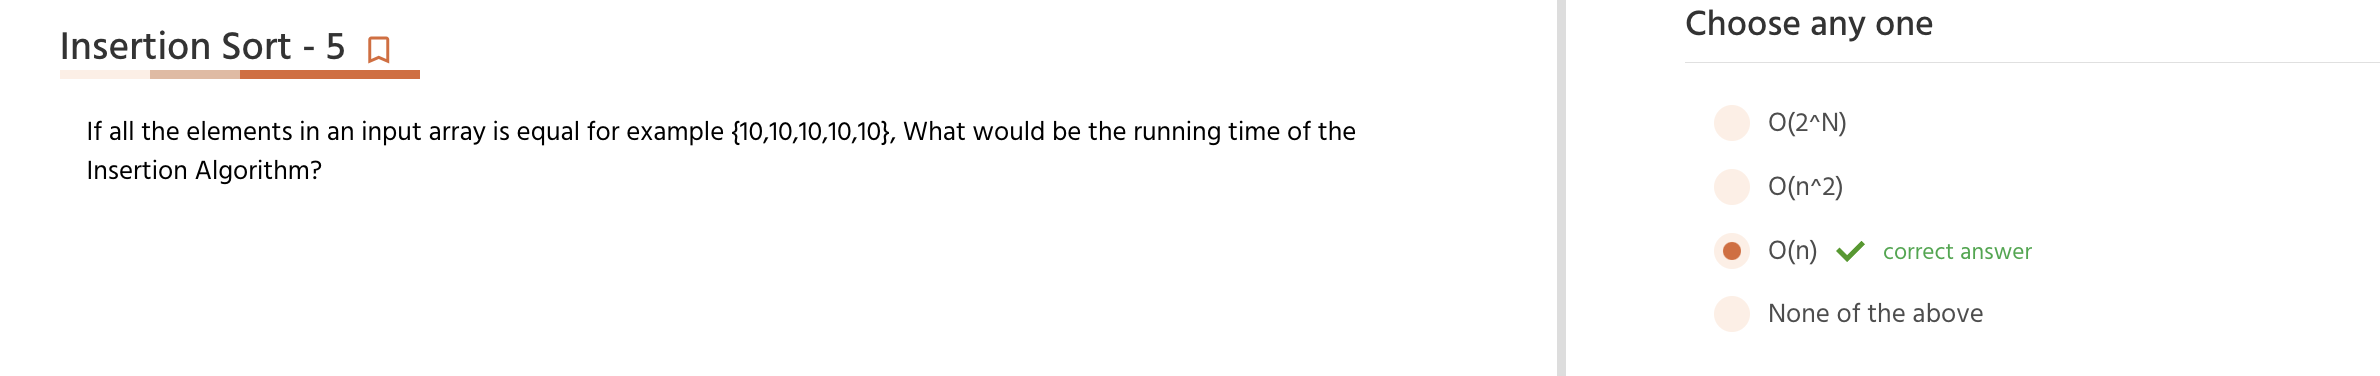 Insertion Sort - 5
If all the elements in an input array is equal for example {10,10,10,10,10}, What would be the running time of the
Insertion Algorithm?
Choose any one
O(2^N)
O(n^2)
O(n) correct answer
None of the above